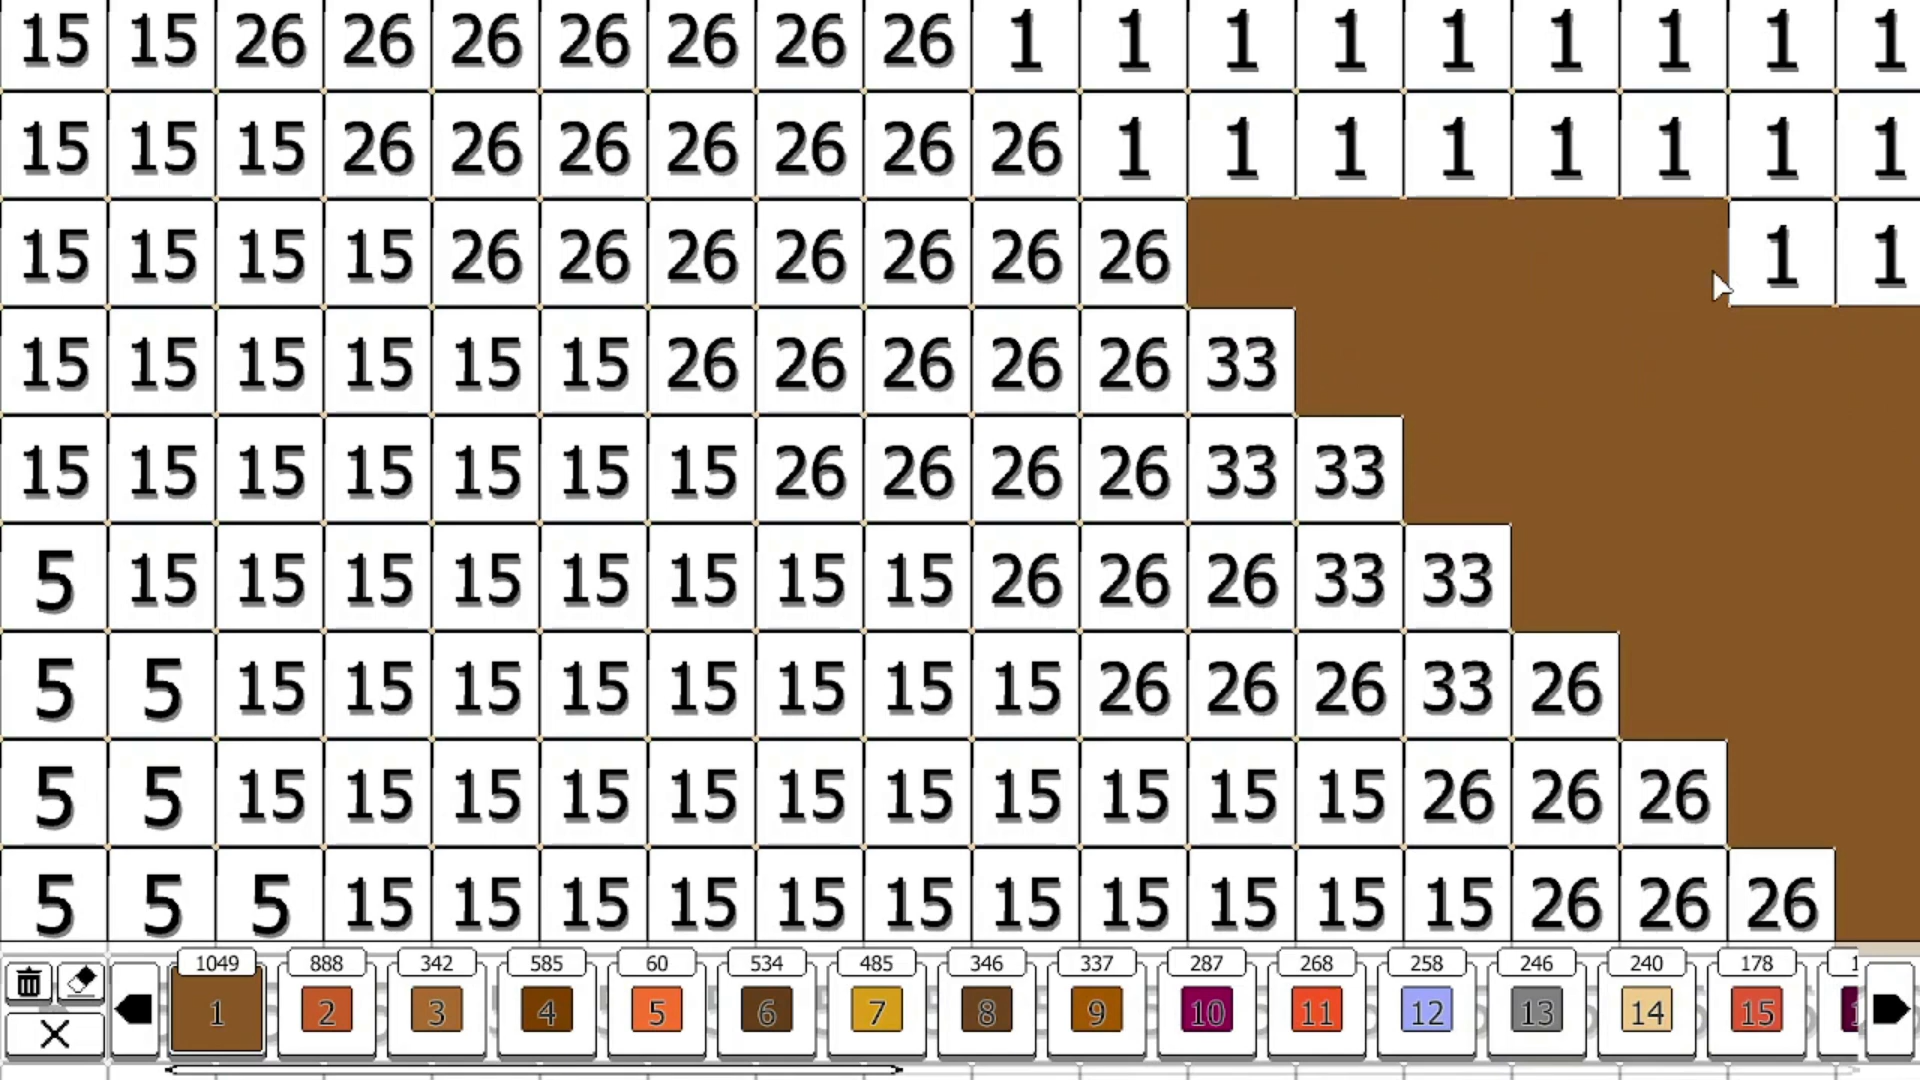 15 15 26 26 26 26 26 26 26 1 1 1 1 1 1 1 1 1
15 15 15 26 26 26 26 26 26 26 1 1 1 1 1 1 1 1
15 15 15 15 26 26 26 26 26 26 26 1 1
15 15 15 15 15 15 26 26 26 26 26 33
15 15 15 15 15 15 15 26 26 26 26 33 33
5 15 15 15 15 15 15 15 15 26 26 26 33 33
5 5 15 15 15 15 15 15 15 15 26 26 26 33 26
5 5 15 15 15 15 15 15 15 15 15 15 15 26 26 26
5 5 5 15 15 15 15 15 15 15 15 15 15 15 26 26 26
1049 888 342 585 60 534 485 346 337 287 268 258 246 240 178
1 2 3 4 5 6 7 8 9 10 11 12 13 14 15